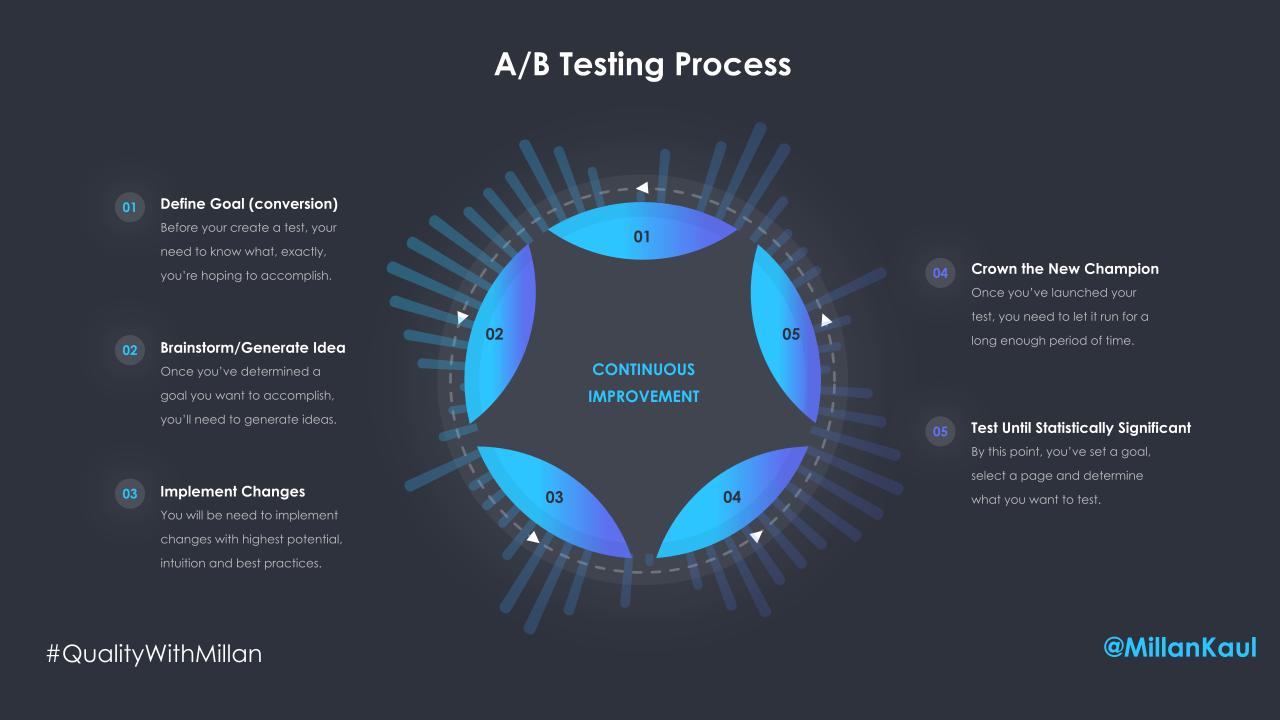 A/B Testing Process
01
Define Goal (conversion)
Before your create a test, your
need to know what, exactly,
you're hoping to accomplish.
02
Brainstorm/Generate Idea
Once you've determined a
goal you want to accomplish,
you'll need to generate ideas.
03
Implement Changes
You will be need to implement
changes with highest potential,
intuition and best practices.
01
02
03
04
05
CONTINUOUS
IMPROVEMENT
04
Crown the New Champion
Once you've launched your
test, you need to let it run for a
long enough period of time.
05
Test Until Statistically Significant
By this point, you've set a goal,
select a page and determine
what you want to test.
#QualityWithMillan
@MillanKaul